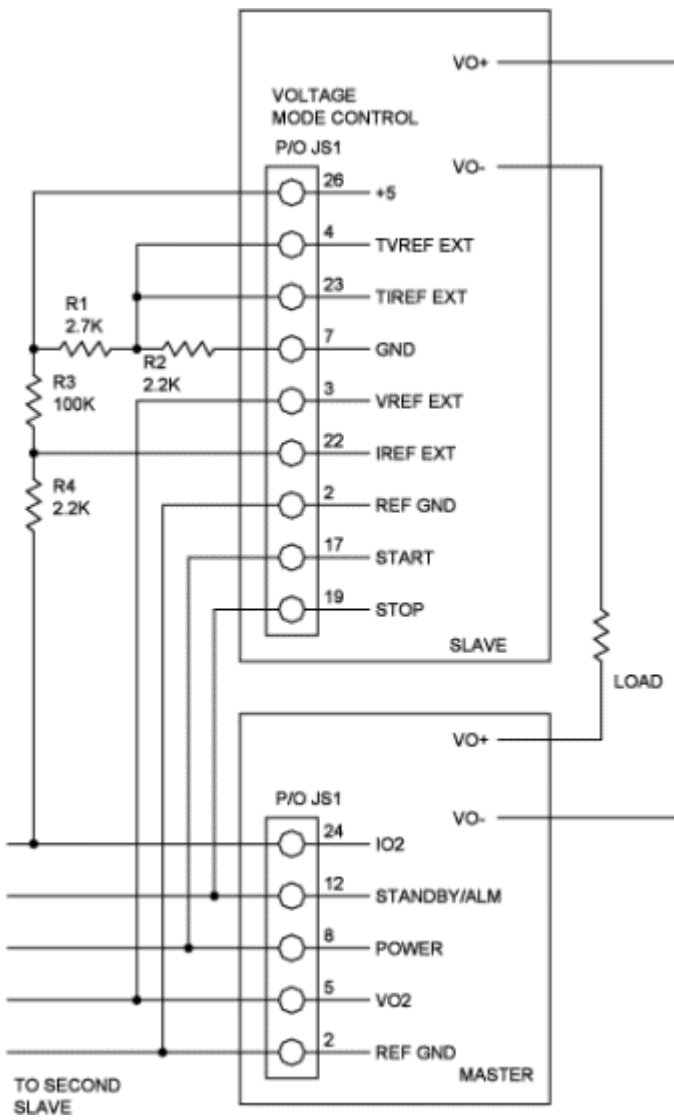 VO+
VOLTAGE
MODE CONTROL
P/O JS1
VO-
26 +5
4 TVREF EXT
23 TIREF EXT
R1
2.7K
7 GND
R2
2.2K
R3
100K
3 VREF EXT
22 IREF EXT
R4
2.2K
2 REF GND
17 START
19 STOP
SLAVE
LOAD
VO+
P/O JS1
VO-
24 IO2
12 STANDBY/ALM
8 POWER
5 VO2
2 REF GND
MASTER
TO SECOND
SLAVE